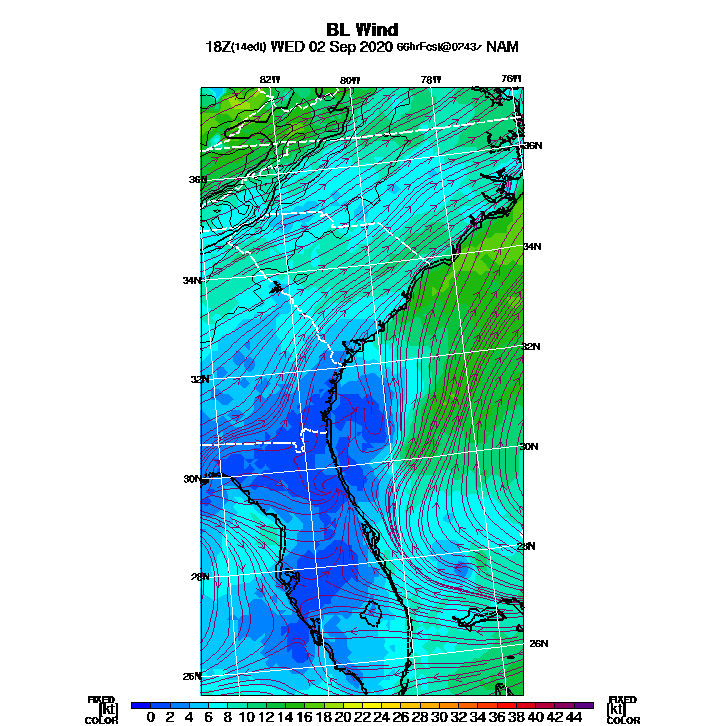 BL Wind
18Z(14edt) WED 02 Sep 2020 66hrFcst@0243z NAM
82W 80W 78W 76W
36N
36N
34N
34N
32N
32N
30N
30N
28N
28N
26N
26N
FIXED FIXED
[kt] 0 2 4 6 8 10 12 14 16 18 20 22 24 26 28 30 32 34 36 38 40 42 44 [kt]
COLOR COLOR